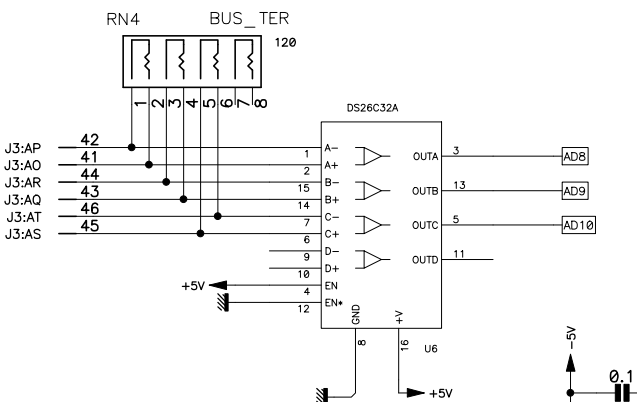 RN4 BUS_TER
120
1 2 3 4 5 6 7 8
DS26C32A
J3:AP 42 1 A- OUTA 3 AD8
J3:AO 41 2 A+
J3:AR 44 15 B- OUTB 13 AD9
J3:AQ 43 14 B+
J3:AT 46 7 C- OUTC 5 AD10
J3:AS 45 6 C+
9 D- OUTD 11
10 D+
+5V 4 EN
12 EN*
GND +V
8 16 U6
+5V
-5V
0.1